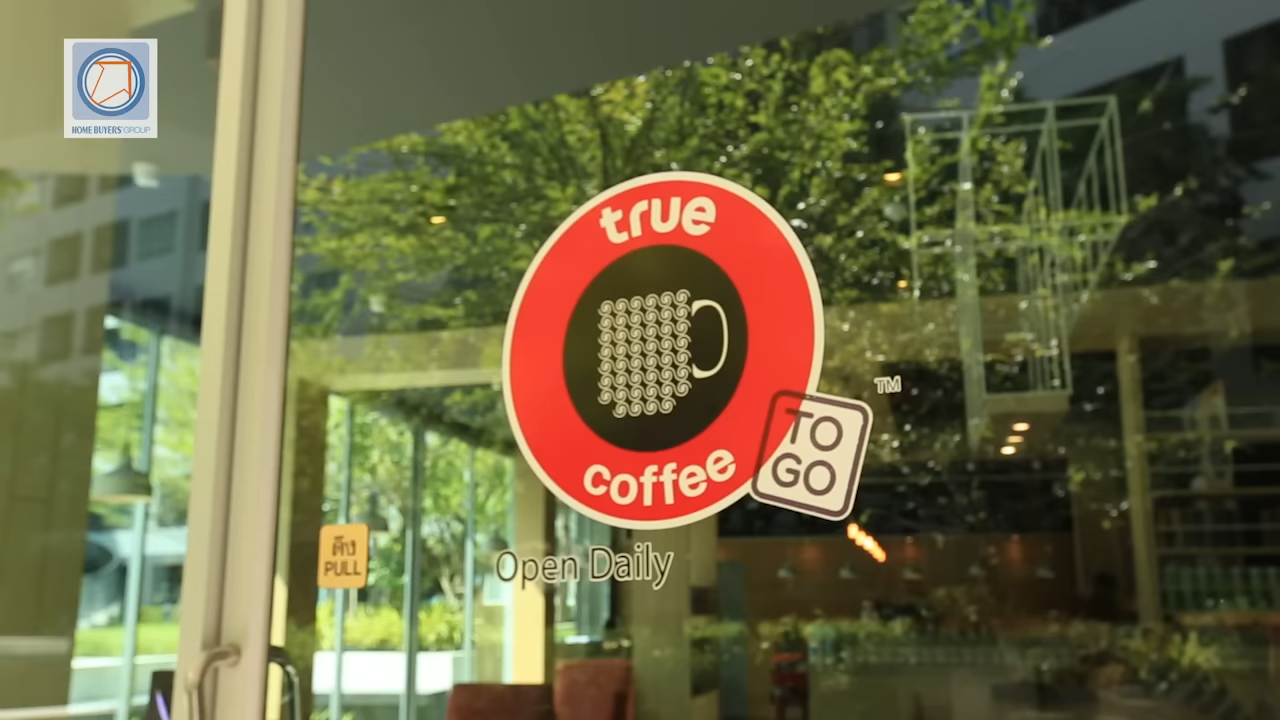 HOME BUYERS' GROUP
true
coffee
TM
TO
GO
Open Daily
ดึง
PULL